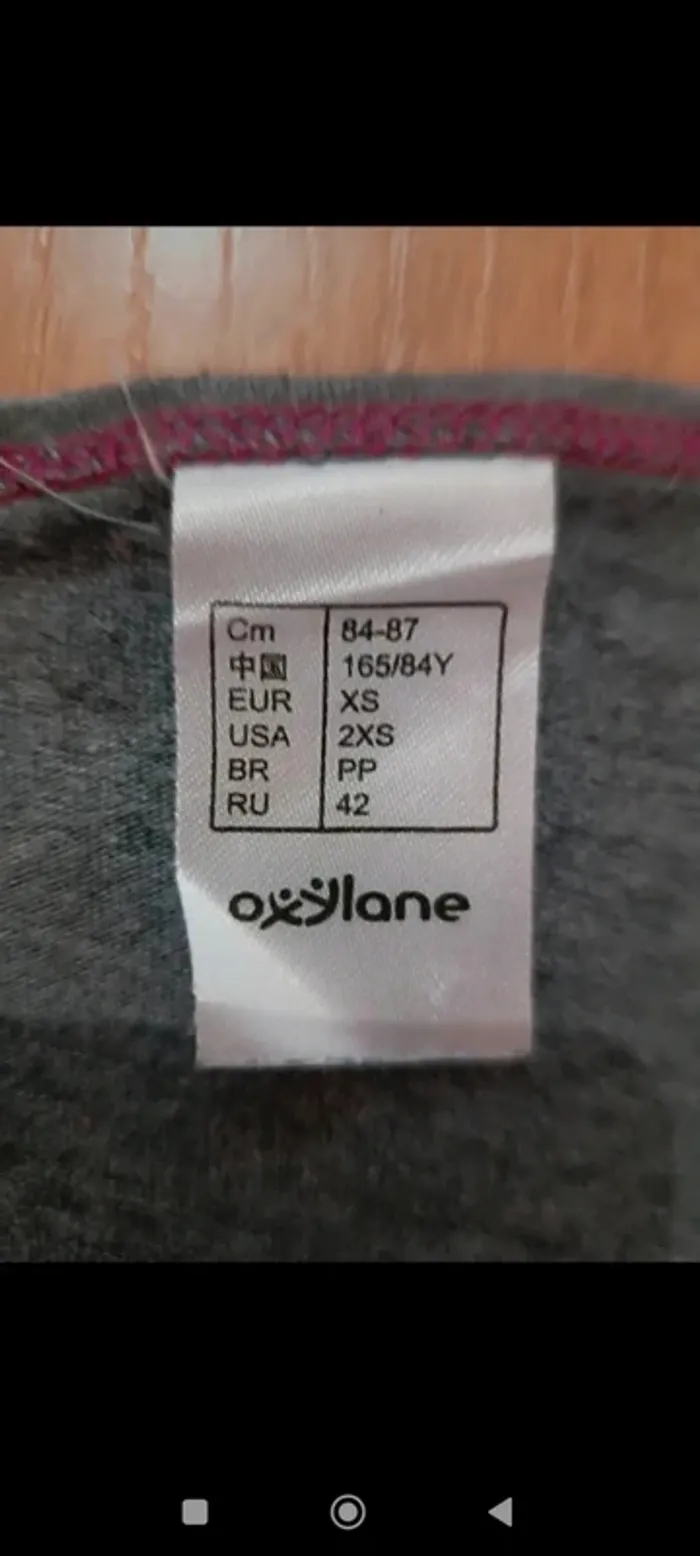 Cm 84-87
中国 165/84Y
EUR XS
USA 2XS
BR PP
RU 42
oxylane